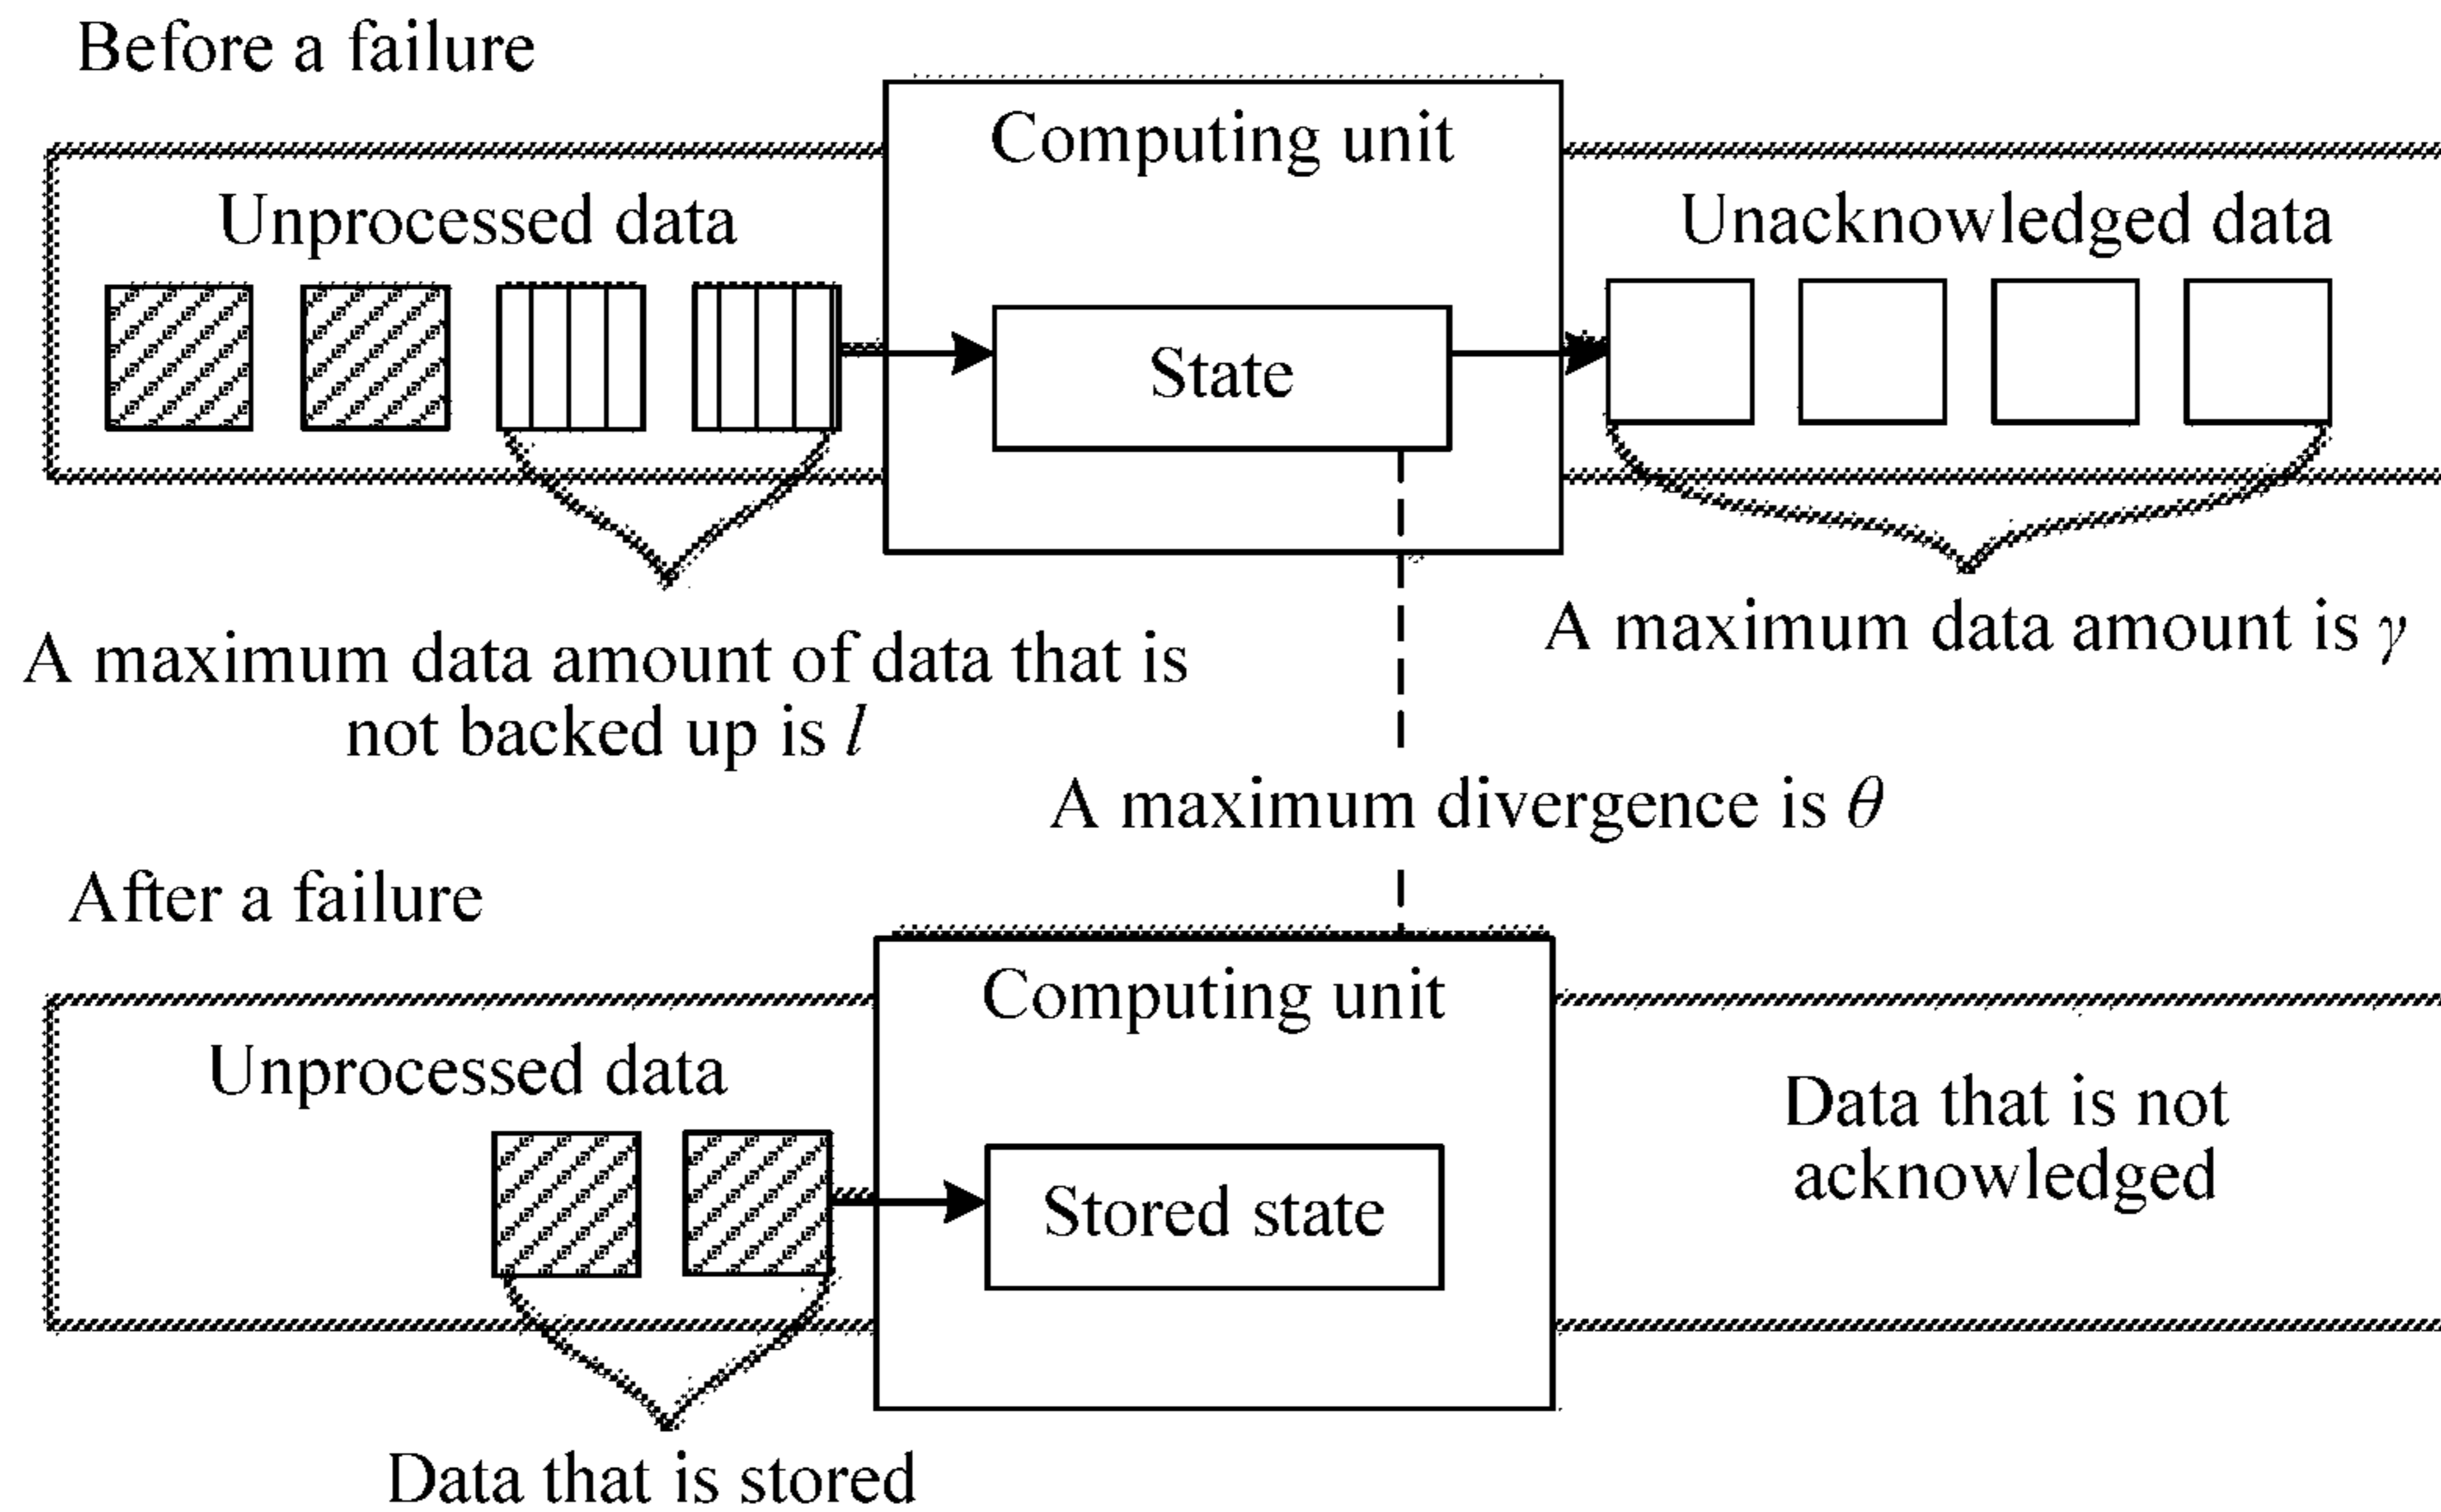 Before a failure
Computing unit
Unprocessed data
Unacknowledged data
State
A maximum data amount of data that is
not backed up is l
A maximum data amount is γ
A maximum divergence is θ
After a failure
Computing unit
Unprocessed data
Data that is not
acknowledged
Stored state
Data that is stored